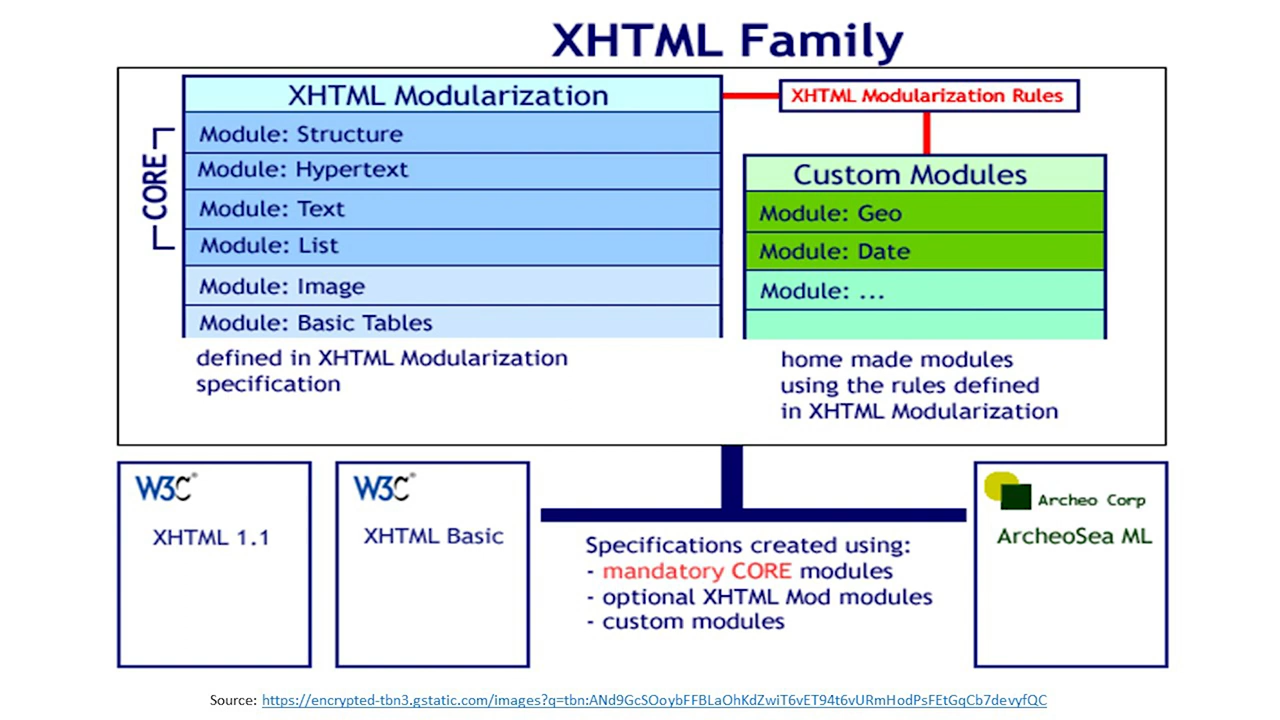 XHTML Family
XHTML Modularization
XHTML Modularization Rules
CORE
Module: Structure
Module: Hypertext
Module: Text
Module: List
Module: Image
Module: Basic Tables
defined in XHTML Modularization
specification
Custom Modules
Module: Geo
Module: Date
Module: ...
home made modules
using the rules defined
in XHTML Modularization
W3C®
XHTML 1.1
W3C®
XHTML Basic
Specifications created using:
- mandatory CORE modules
- optional XHTML Mod modules
- custom modules
Archeo Corp
ArcheoSea ML
Source: https://encrypted-tbn3.gstatic.com/images?q=tbn:ANd9GcSOoybFFBLaOhKdZwiT6vET94t6vURmHodPsFEtGqCb7devyfQC